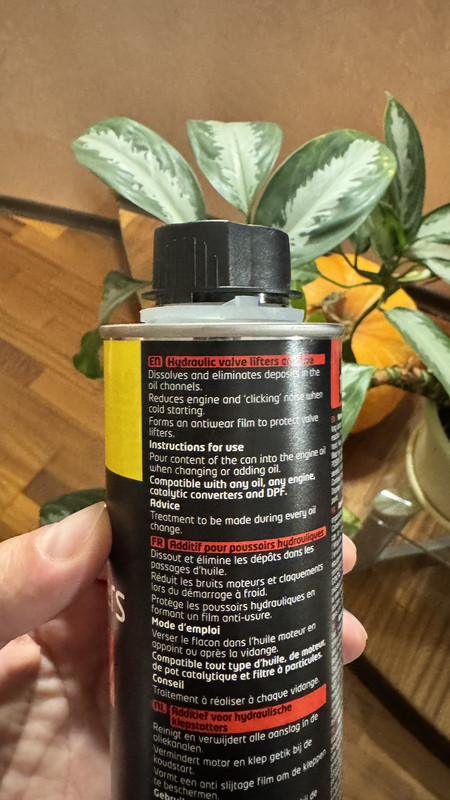 EN Hydraulic valve lifters
Dissolves and eliminates deposits in the
oil channels.
Reduces engine and 'clicking' noise when
cold starting.
Forms an antiwear film to protect valve
lifters.
Instructions for use
Pour content of the can into the engine oil
when changing or adding oil.
Compatible with any oil, any engine,
catalytic converters and DPF.
Advice
Treatment to be made during every oil
change.
FR Additif pour poussoirs hydrauliques
Dissout et élimine les dépôts dans les
passages d'huile.
Réduit les bruits moteurs et claquements
lors du démarrage à froid.
Protège les poussoirs hydrauliques en
formant un film anti-usure.
Mode d'emploi
Verser le flacon dans l'huile moteur en
appoint ou après la vidange.
Compatible tout type d'huile, de moteur,
de pot catalytique et filtre à particules.
Conseil
Traitement à réaliser à chaque vidange.
NL Additief voor hydraulische
klepstotters
Reinigt en verwijdert alle aanslag in de
oliekanalen.
Vermindert motor en klep getik bij de
koudstart.
Vormt een anti slijtage film om de kleppen
te beschermen.